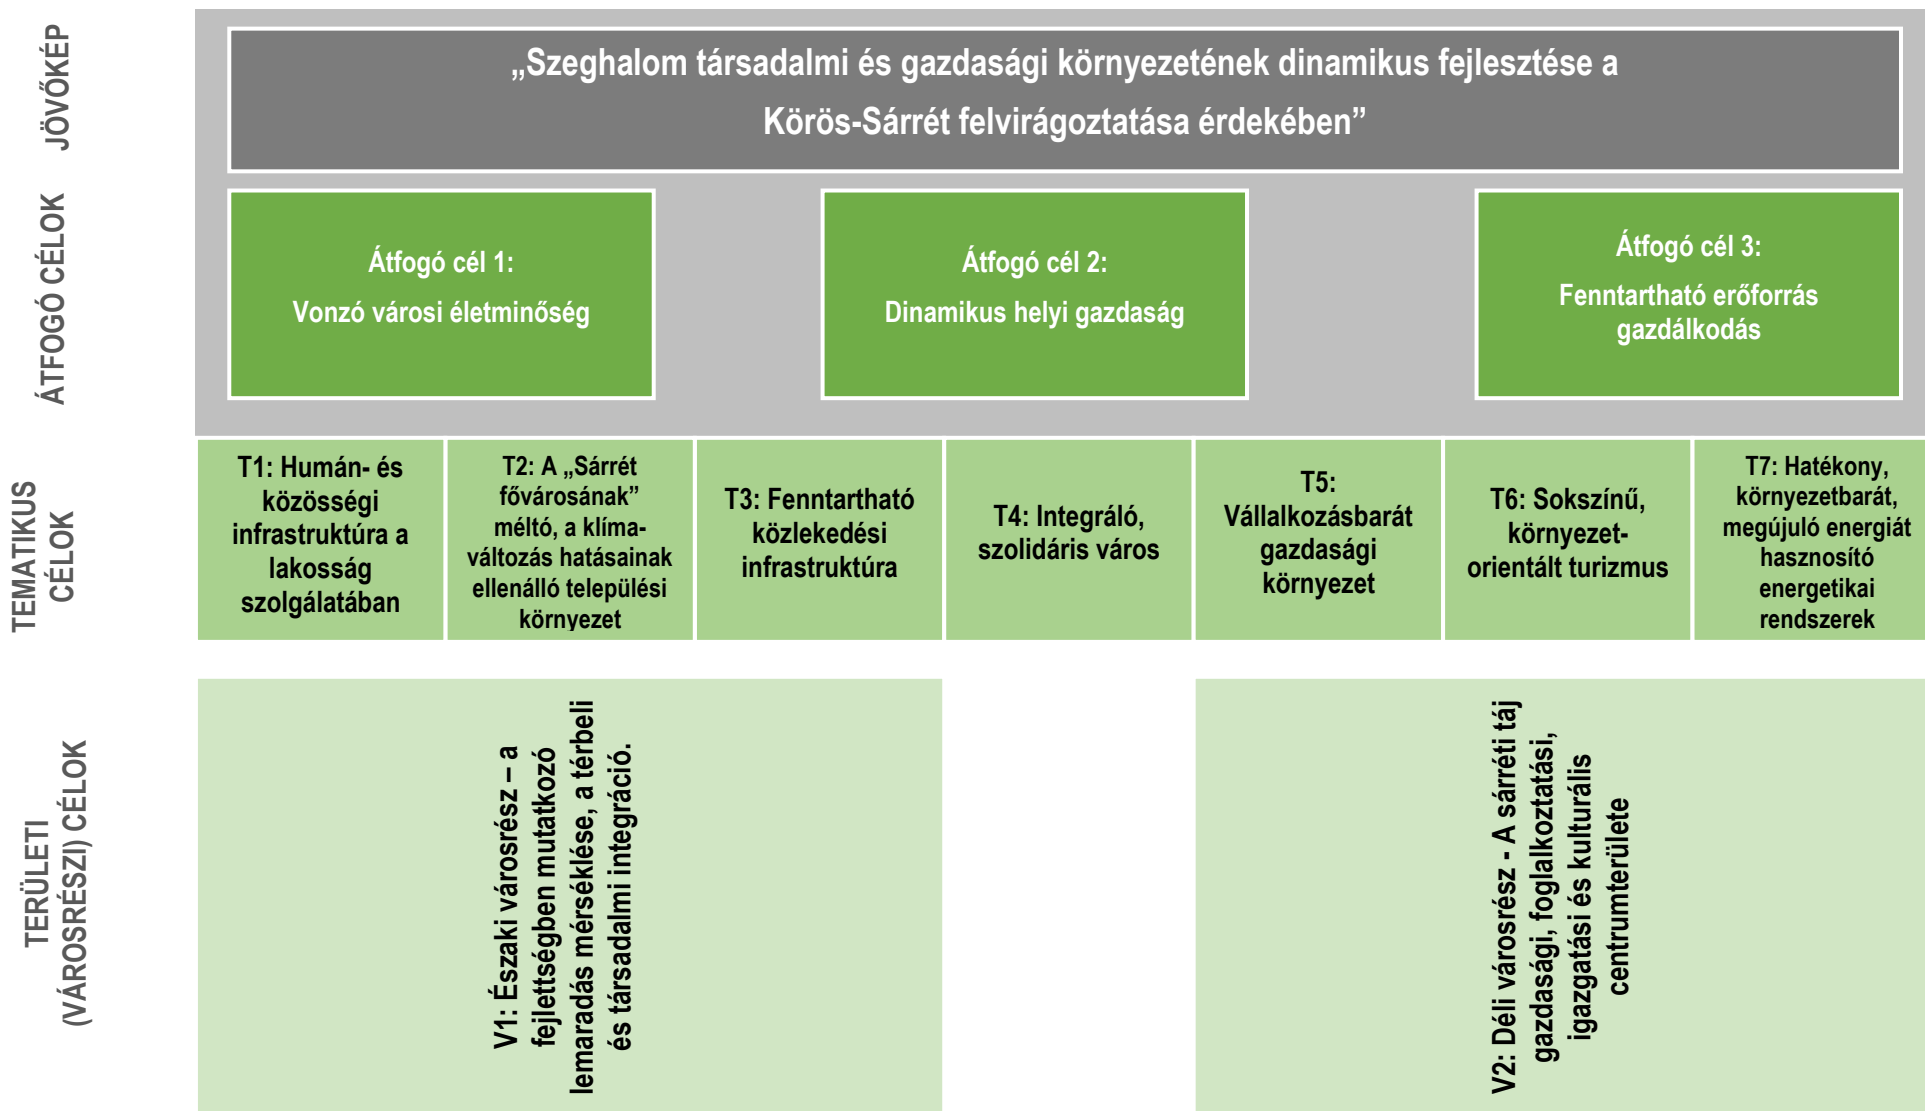 JÖVŐKÉP
„Szeghalom társadalmi és gazdasági környezetének dinamikus fejlesztése a
Körös-Sárrét felvirágoztatása érdekében”
ÁTFOGÓ CÉLOK
Átfogó cél 1:
Vonzó városi életminőség
Átfogó cél 2:
Dinamikus helyi gazdaság
Átfogó cél 3:
Fenntartható erőforrás
gazdálkodás
TEMATIKUS
CÉLOK
T1: Humán- és
közösségi
infrastruktúra a
lakosság
szolgálatában
T2: A „Sárrét
fővárosának”
méltó, a klíma-
változás hatásainak
ellenálló települési
környezet
T3: Fenntartható
közlekedési
infrastruktúra
T4: Integráló,
szolidáris város
T5:
Vállalkozásbarát
gazdasági
környezet
T6: Sokszínű,
környezet-
orientált turizmus
T7: Hatékony,
környezetbarát,
megújuló energiát
hasznosító
energetikai
rendszerek
TERÜLETI
(VÁROSRÉSZI) CÉLOK
V1: Északi városrész – a
fejlettségben mutatkozó
lemaradás mérséklése, a térbeli
és társadalmi integráció.
V2: Déli városrész - A sárréti táj
gazdasági, foglalkoztatási,
igazgatási és kulturális
centrumterülete